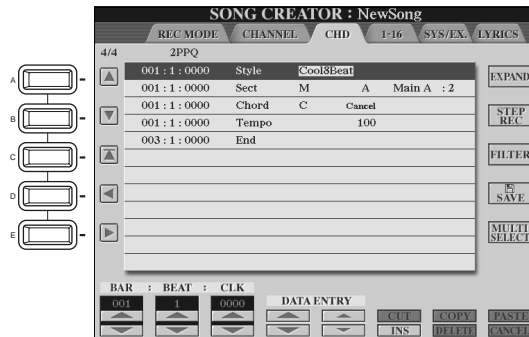 SONG CREATOR : NewSong
REC MODE CHANNEL CHD 1-16 SYS/EX. LYRICS
4/4 2PPQ
001 : 1 : 0000 Style Cool8Beat
001 : 1 : 0000 Sect M A Main A : 2
001 : 1 : 0000 Chord C Cancel
001 : 1 : 0000 Tempo 100
003 : 1 : 0000 End
A
B
C
D
E
EXPAND
STEP
REC
FILTER
SAVE
MULTI
SELECT
BAR : BEAT : CLK
001 1 0000 DATA ENTRY
CUT COPY PASTE
INS DELETE CANCEL